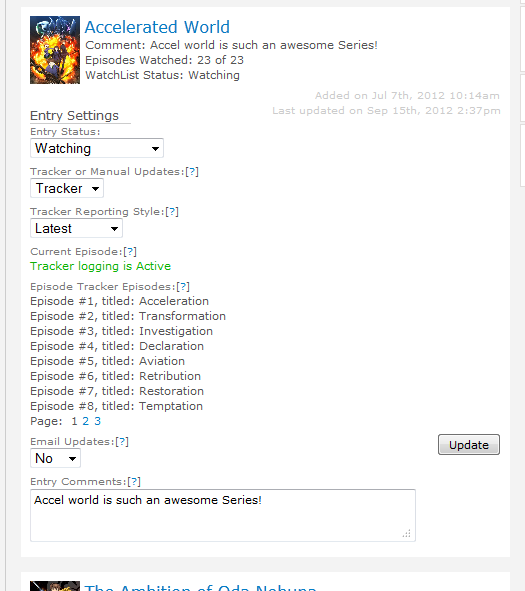 Accelerated World
Comment: Accel world is such an awesome Series!
Episodes Watched: 23 of 23
WatchList Status: Watching
Added on Jul 7th, 2012 10:14am
Last updated on Sep 15th, 2012 2:37pm
Entry Settings
Entry Status:
Watching
Tracker or Manual Updates:[?]
Tracker
Tracker Reporting Style:[?]
Latest
Current Episode:[?]
Tracker logging is Active
Episode Tracker Episodes:[?]
Episode #1, titled: Acceleration
Episode #2, titled: Transformation
Episode #3, titled: Investigation
Episode #4, titled: Declaration
Episode #5, titled: Aviation
Episode #6, titled: Retribution
Episode #7, titled: Restoration
Episode #8, titled: Temptation
Page: 1 2 3
Email Updates:[?]
No
Update
Entry Comments:[?]
Accel world is such an awesome Series!
The Ambition of Oda Nobuna